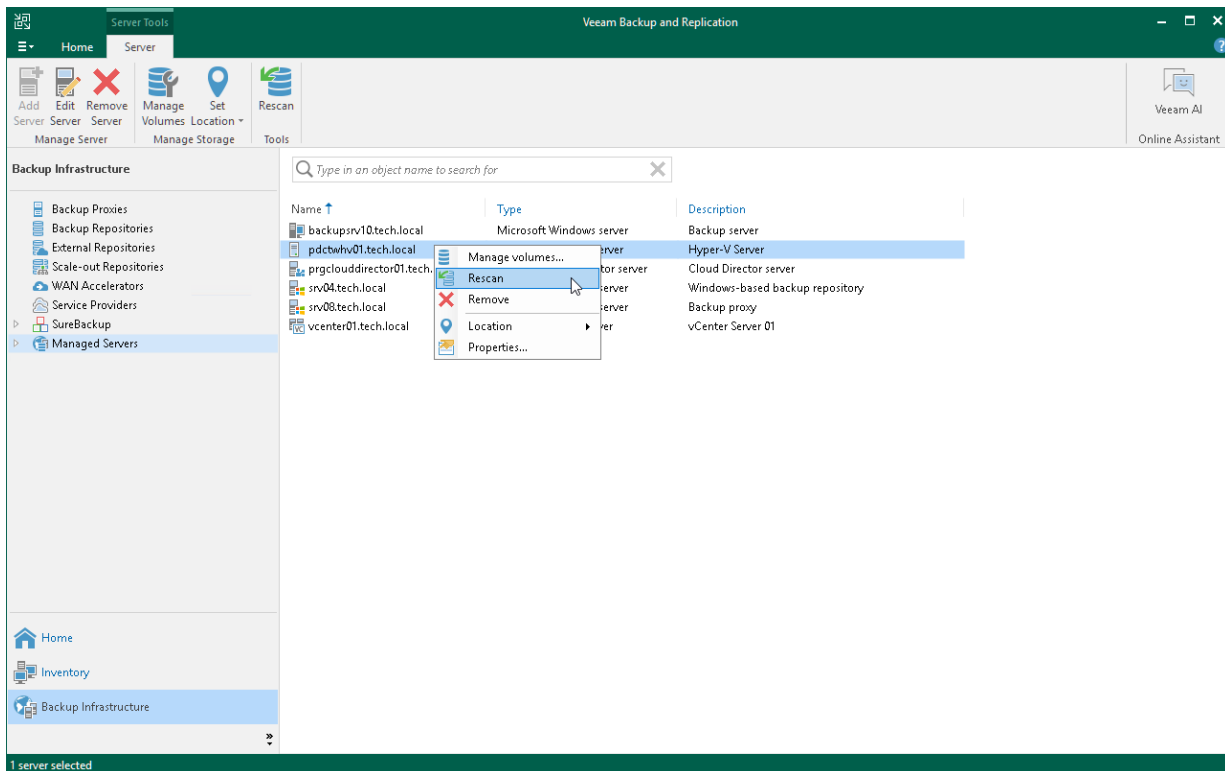 Server Tools
Veeam Backup and Replication
Home Server
Add Server
Edit Server
Remove Server
Manage Volumes
Set Location
Rescan
Veeam AI
Manage Server
Manage Storage
Tools
Online Assistant
Backup Infrastructure
Type in an object name to search for
Backup Proxies
Backup Repositories
External Repositories
Scale-out Repositories
WAN Accelerators
Service Providers
SureBackup
Managed Servers
Name Type Description
backupsrv10.tech.local Microsoft Windows server Backup server
pdctwhv01.tech.local erver Hyper-V Server
prgclouddirector01.tech. tor server Cloud Director server
srv04.tech.local server Windows-based backup repository
srv08.tech.local server Backup proxy
vcenter01.tech.local ver vCenter Server 01
Manage volumes...
Rescan
Remove
Location
Properties...
Home
Inventory
Backup Infrastructure
1 server selected